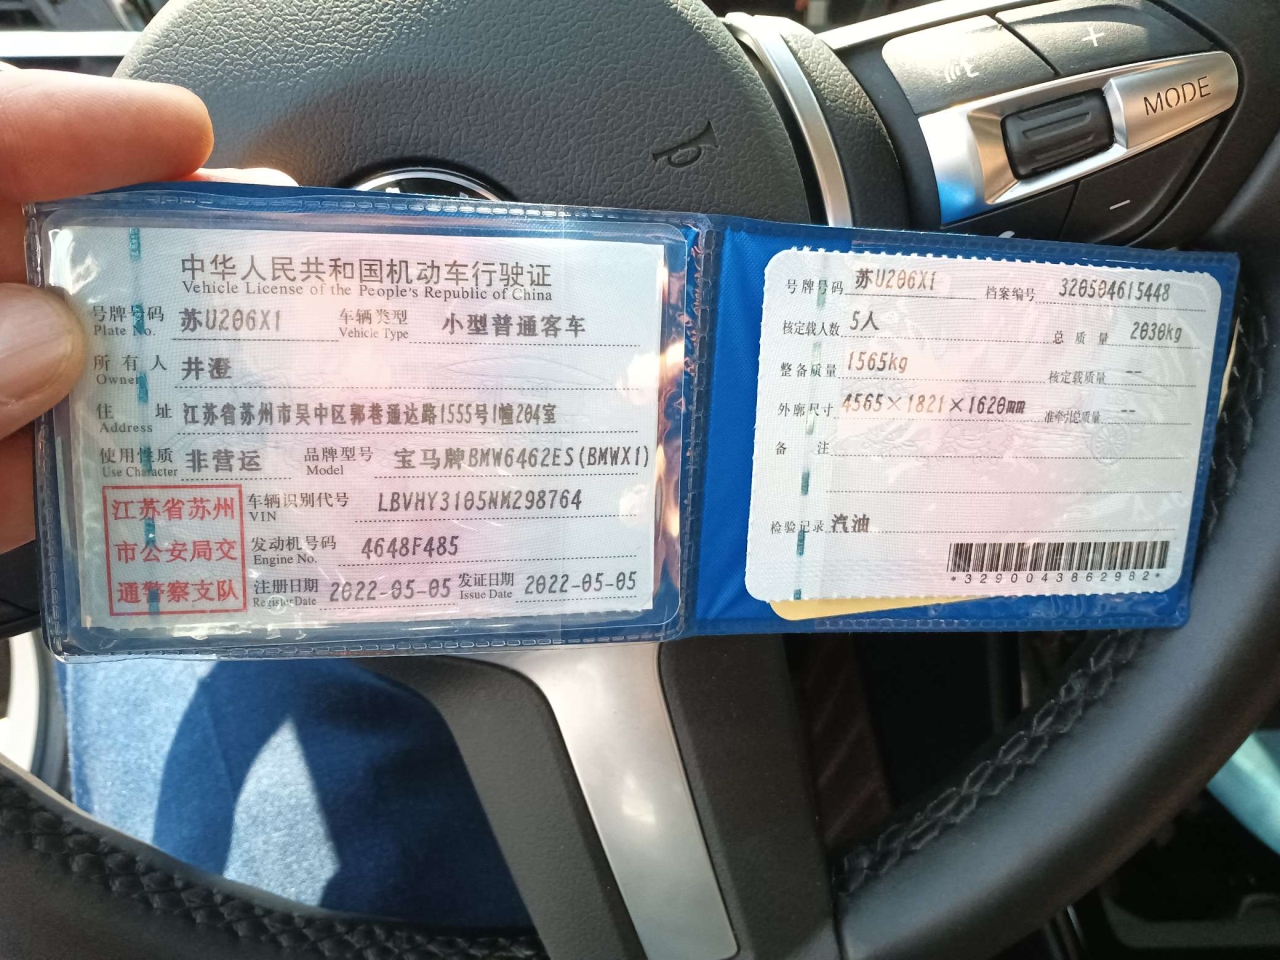 MODE
+
−
中华人民共和国机动车行驶证
Vehicle License of the People's Republic of China
号牌号码 苏U206X1 车辆类型 小型普通客车
Plate No. Vehicle Type
所有人 井澄
Owner
住址 江苏省苏州市吴中区郭巷通达路1555号1幢204室
Address
使用性质 非营运 品牌型号 宝马牌BMW6462ES(BMWX1)
Use Character Model
江苏省苏州
市公安局交
通警察支队
车辆识别代号 LBVHY3105NM298764
VIN
发动机号码 4648F485
Engine No.
注册日期 2022-05-05 发证日期 2022-05-05
Register Date Issue Date
号牌号码 苏U206X1 档案编号 320504615448
核定载人数 5人 总质量 2030kg
整备质量 1565kg 核定载质量 --
外廓尺寸 4565×1821×1620mm 准牵引总质量 --
备注
检验记录 汽油
*3290043862982*